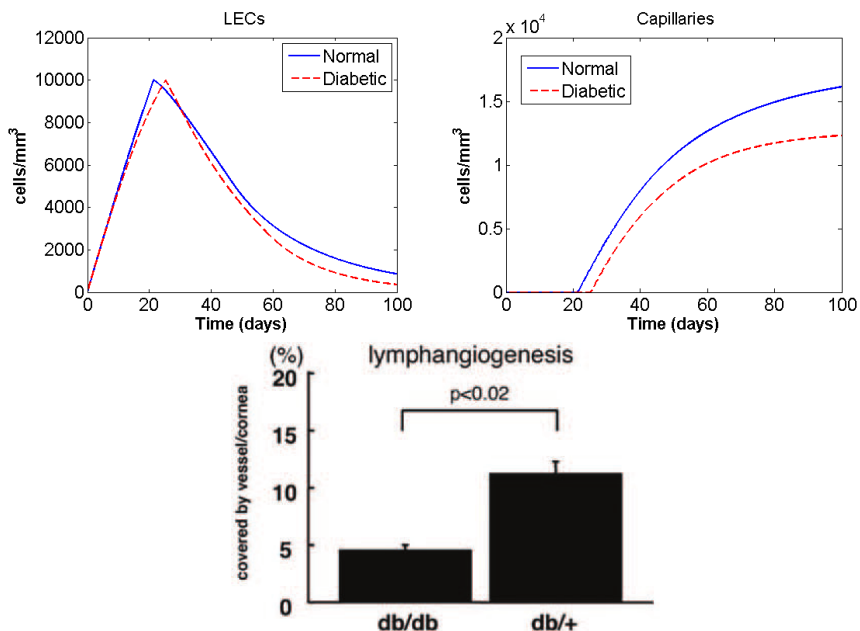 LECs
12000
10000
8000
6000
4000
2000
0
cells/mm³
0 20 40 60 80 100
Time (days)
Normal
Diabetic
Capillaries
2 x 10⁴
1.5
1
0.5
0
cells/mm³
0 20 40 60 80 100
Time (days)
Normal
Diabetic
(%) lymphangiogenesis
20
15
10
5
0
covered by vessel/cornea
p<0.02
db/db db/+